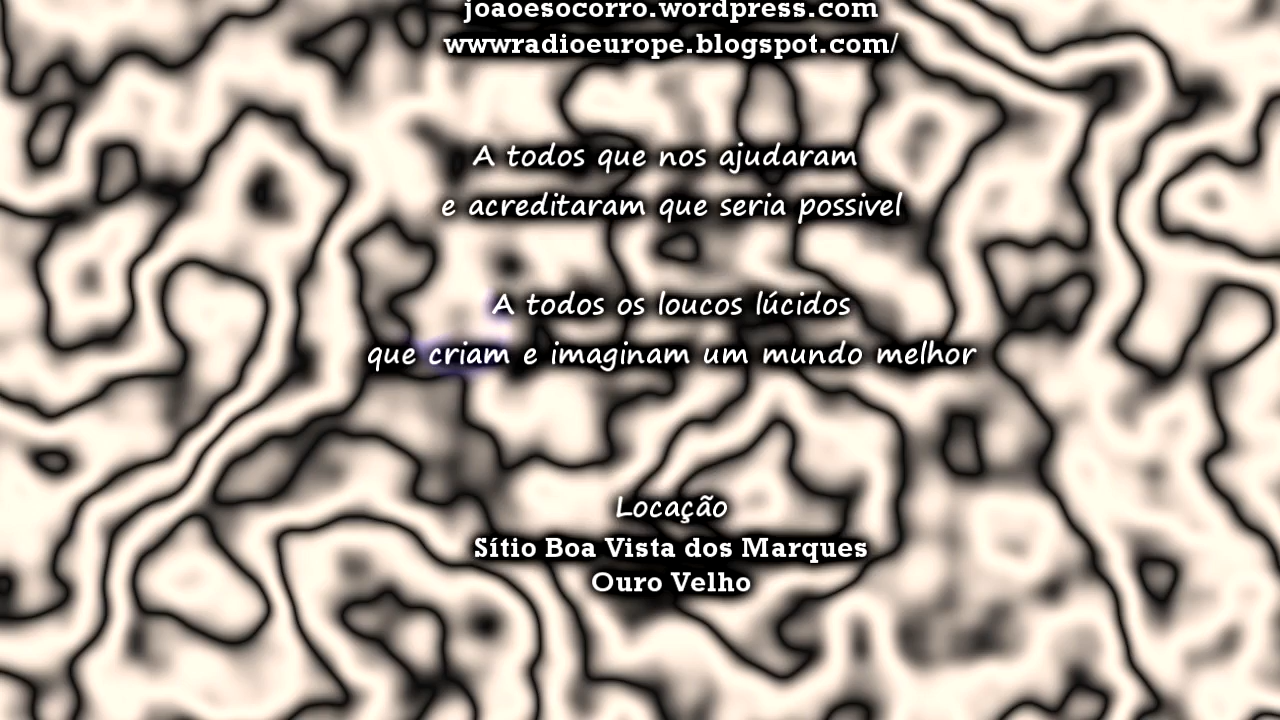 joaoesocorro.wordpress.com
wwwradioeurope.blogspot.com/
A todos que nos ajudaram
e acreditaram que seria possivel
A todos os loucos lúcidos
que criam e imaginam um mundo melhor
Locação
Sítio Boa Vista dos Marques
Ouro Velho